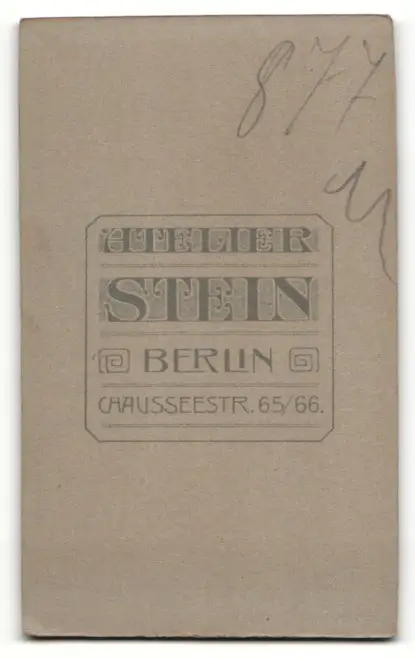 877
ATELIER
STEIN
BERLIN
CHAUSSEESTR. 65/66.